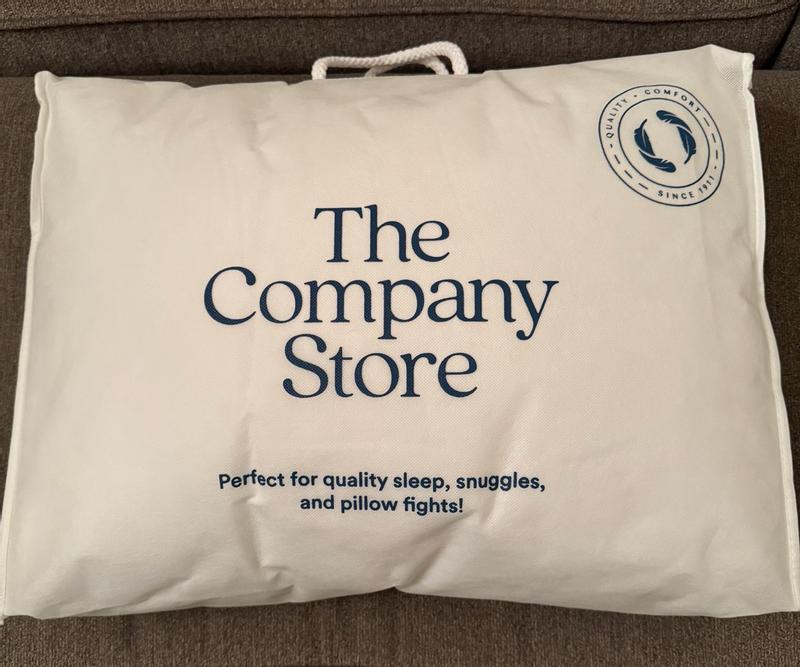 QUALITY • COMFORT
SINCE 1911
The
Company
Store
Perfect for quality sleep, snuggles,
and pillow fights!